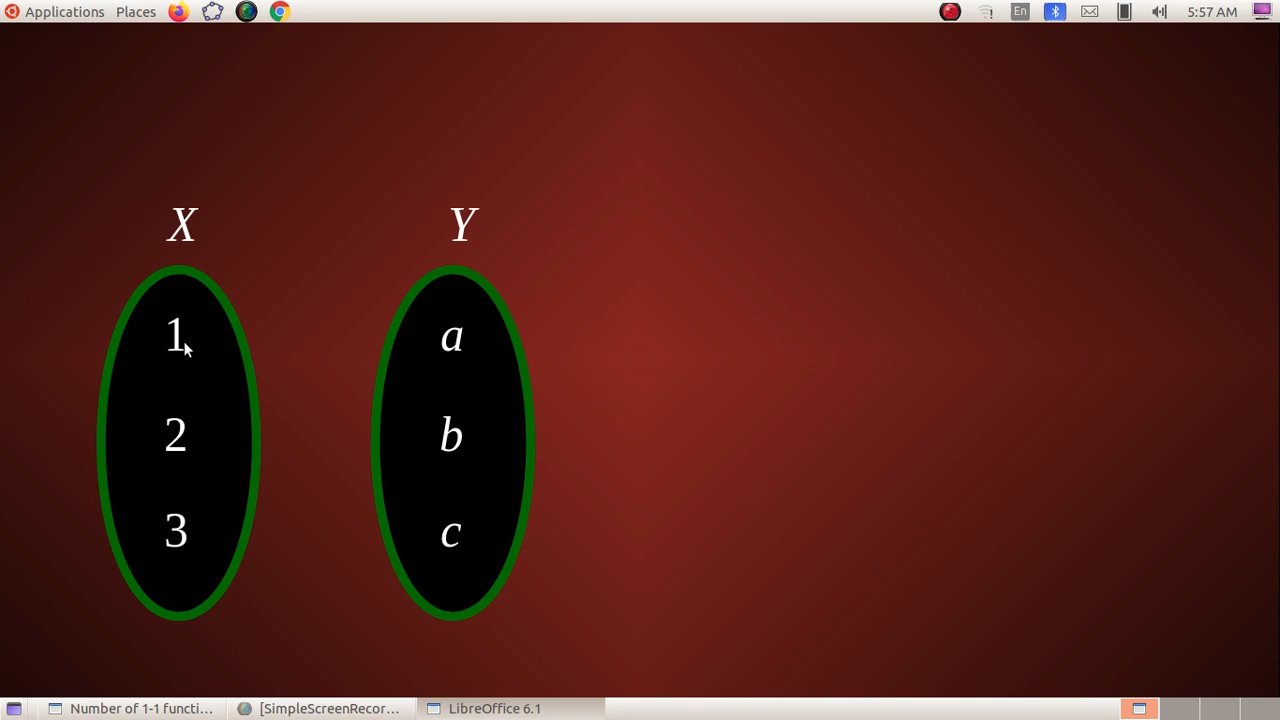 Applications Places En 5:57 AM
X Y
1 a
2 b
3 c
Number of 1-1 functi... [SimpleScreenRecor... LibreOffice 6.1